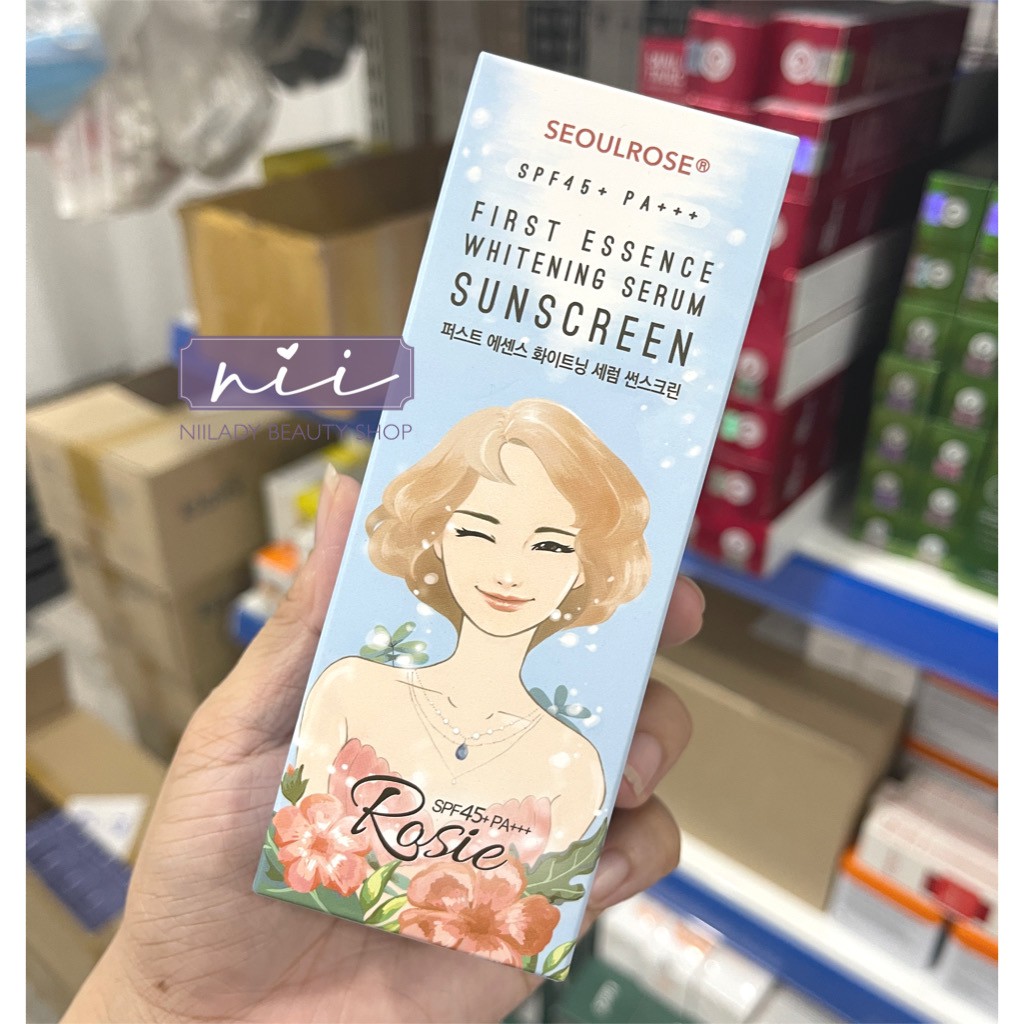 SEOULROSE®
SPF45+ PA+++
FIRST ESSENCE
WHITENING SERUM
SUNSCREEN
퍼스트 에센스 화이트닝 세럼 썬스크린
nii
NIILADY BEAUTY SHOP
SPF45+ PA+++
Rosie